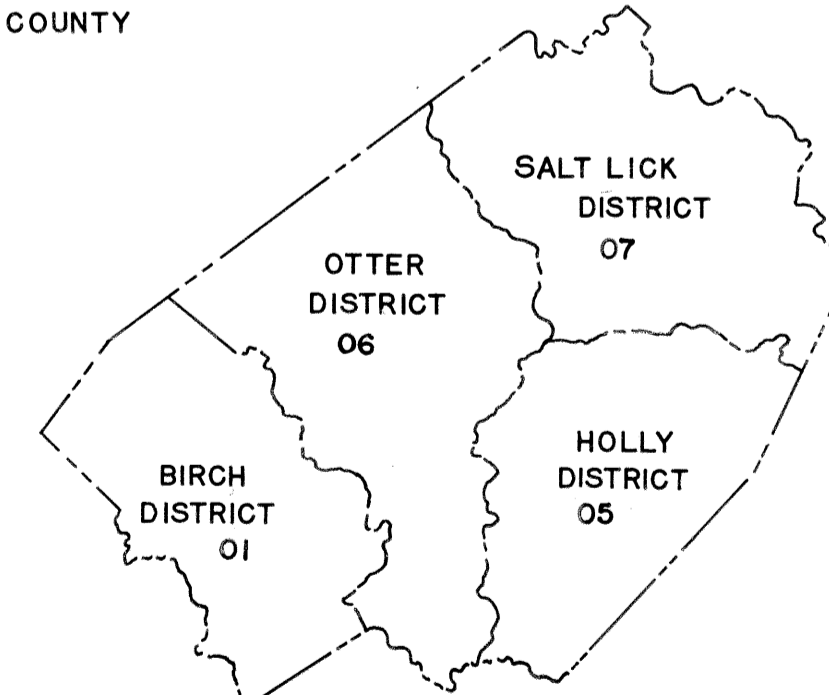 COUNTY
SALT LICK
DISTRICT
07
OTTER
DISTRICT
06
HOLLY
DISTRICT
05
BIRCH
DISTRICT
01